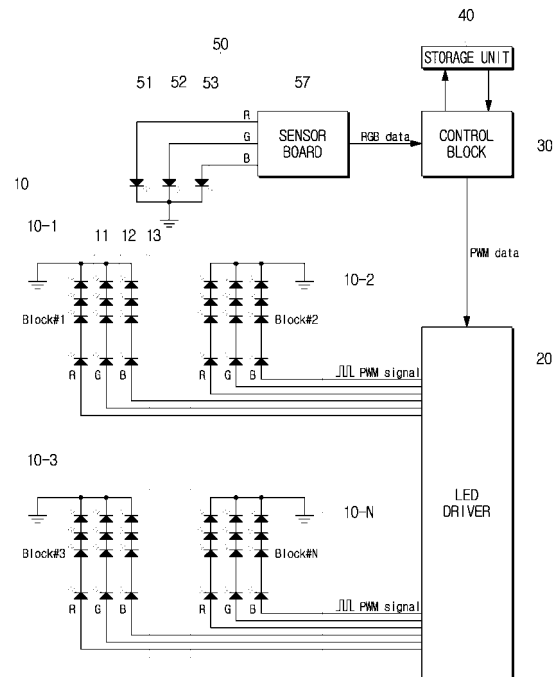 40
50
STORAGE UNIT
51 52 53 57
R
G
B
SENSOR
BOARD
RGB data
CONTROL
BLOCK
30
10
10-1
11 12 13
PWM data
10-2
Block#1
Block#2
20
R G B
R G B
PWM signal
10-3
10-N
LED
DRIVER
Block#3
Block#N
R G B
R G B
PWM signal